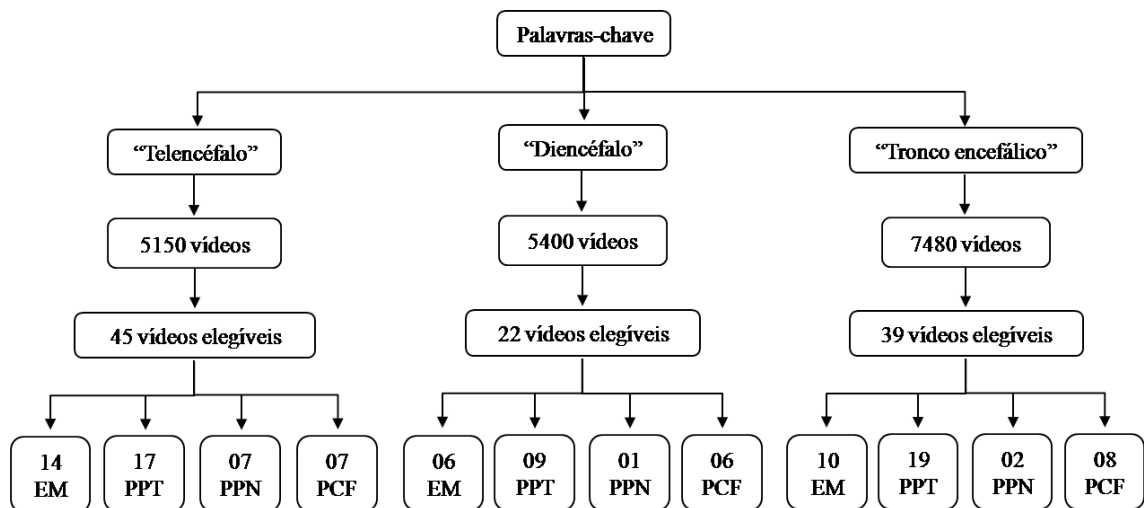 Palavras-chave
“Telencéfalo”
“Diencéfalo”
“Tronco encefálico”
5150 vídeos
5400 vídeos
7480 vídeos
45 vídeos elegíveis
22 vídeos elegíveis
39 vídeos elegíveis
14
EM
17
PPT
07
PPN
07
PCF
06
EM
09
PPT
01
PPN
06
PCF
10
EM
19
PPT
02
PPN
08
PCF